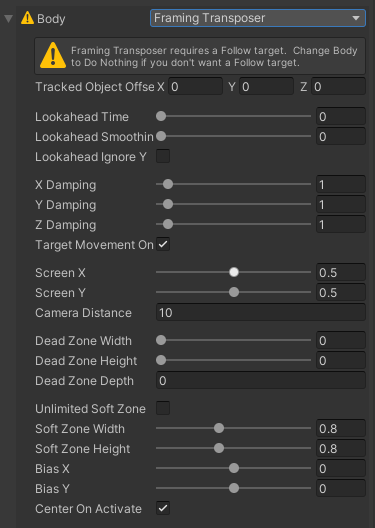 Body Framing Transposer
Framing Transposer requires a Follow target. Change Body
to Do Nothing if you don't want a Follow target.
Tracked Object Offse X 0 Y 0 Z 0
Lookahead Time 0
Lookahead Smoothin 0
Lookahead Ignore Y
X Damping 1
Y Damping 1
Z Damping 1
Target Movement On
Screen X 0.5
Screen Y 0.5
Camera Distance 10
Dead Zone Width 0
Dead Zone Height 0
Dead Zone Depth 0
Unlimited Soft Zone
Soft Zone Width 0.8
Soft Zone Height 0.8
Bias X 0
Bias Y 0
Center On Activate